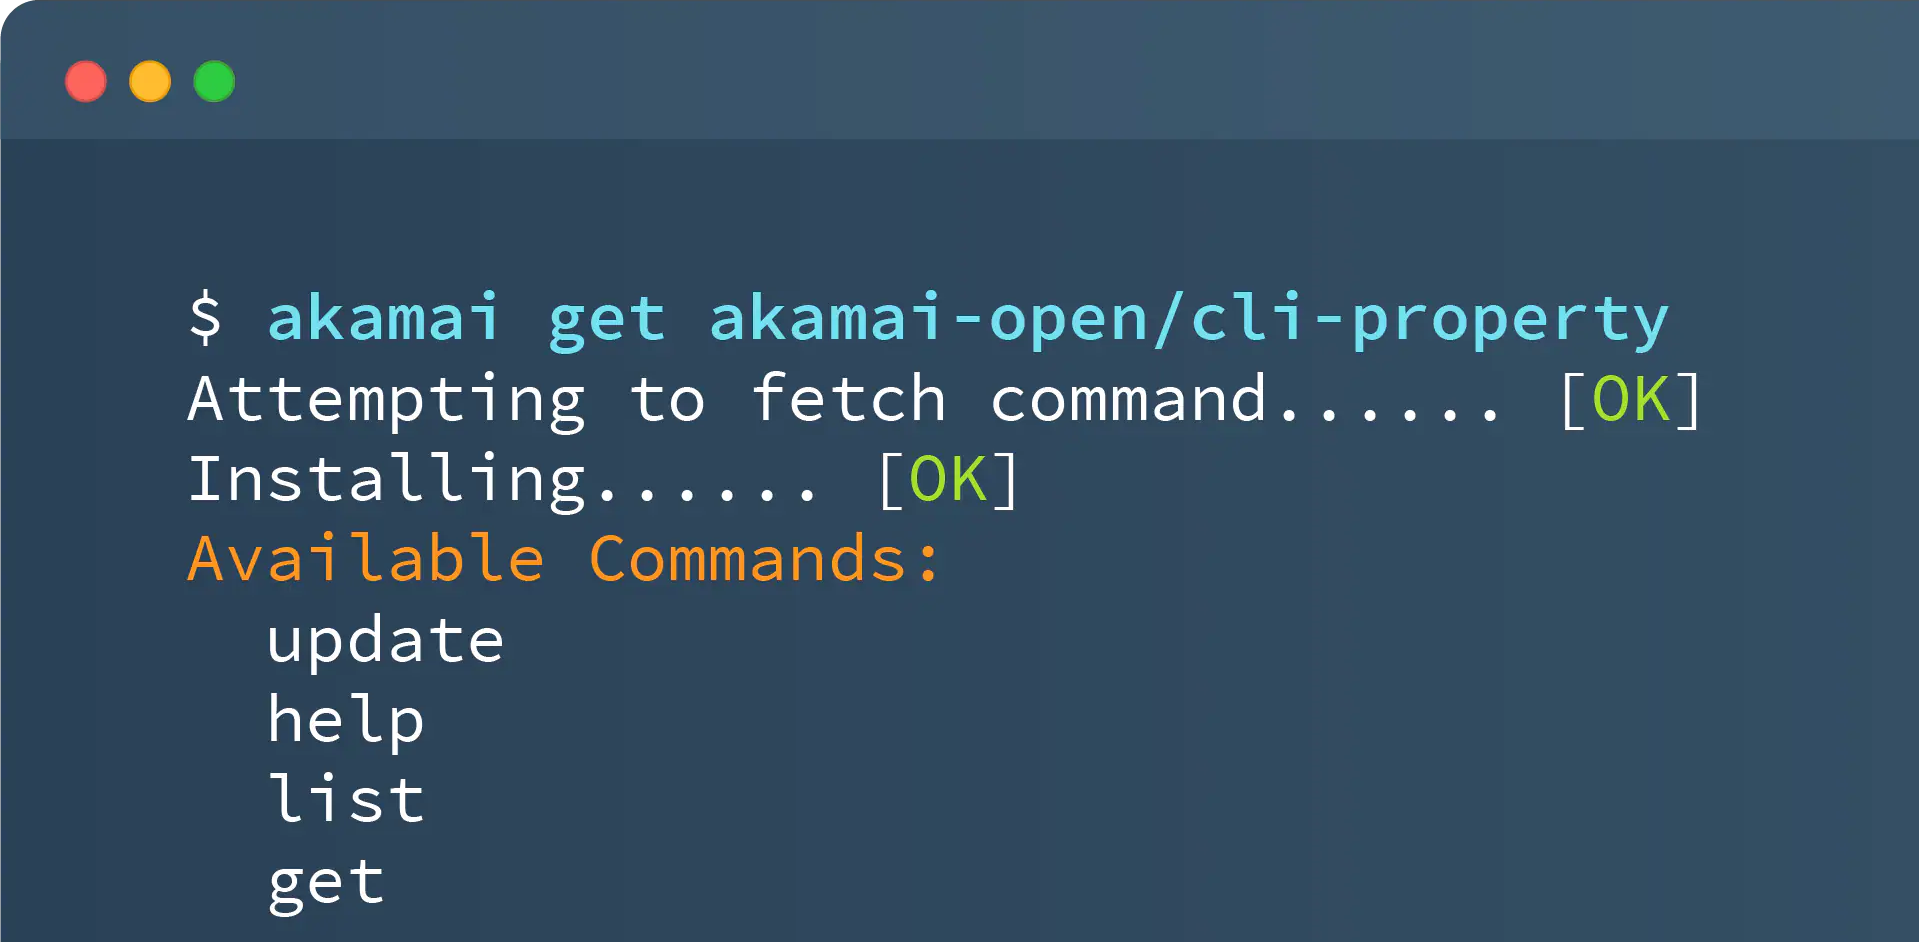 $ akamai get akamai-open/cli-property
Attempting to fetch command...... [OK]
Installing...... [OK]
Available Commands:
update
help
list
get